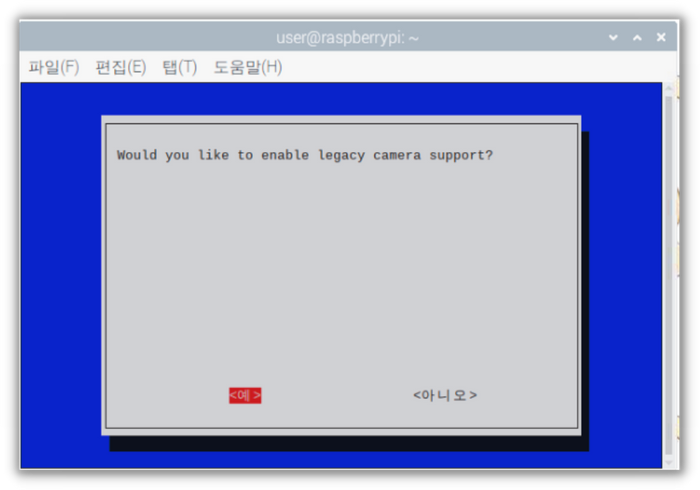 user@raspberrypi: ~
파일(F) 편집(E) 탭(T) 도움말(H)
Would you like to enable legacy camera support?
<예> <아니오>